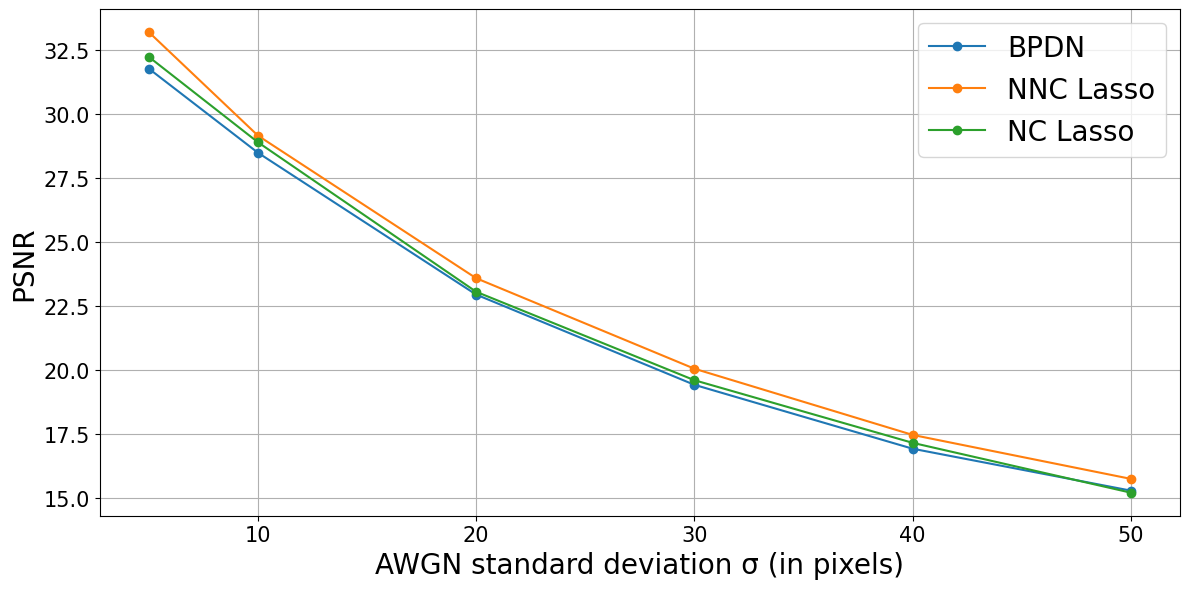 32.5
30.0
27.5
25.0
22.5
20.0
17.5
15.0
PSNR
BPDN
NNC Lasso
NC Lasso
10 20 30 40 50
AWGN standard deviation σ (in pixels)